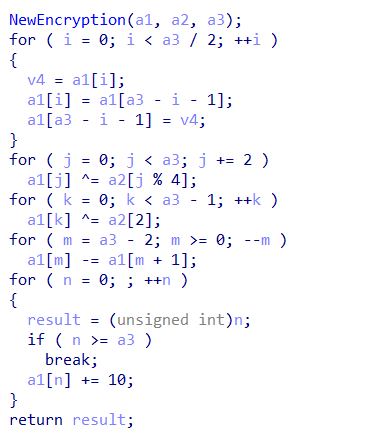 NewEncryption(a1, a2, a3);
for ( i = 0; i < a3 / 2; ++i )
{
  v4 = a1[i];
  a1[i] = a1[a3 - i - 1];
  a1[a3 - i - 1] = v4;
}
for ( j = 0; j < a3; j += 2 )
  a1[j] ^= a2[j % 4];
for ( k = 0; k < a3 - 1; ++k )
  a1[k] ^= a2[2];
for ( m = a3 - 2; m >= 0; --m )
  a1[m] -= a1[m + 1];
for ( n = 0; ; ++n )
{
  result = (unsigned int)n;
  if ( n >= a3 )
    break;
  a1[n] += 10;
}
return result;